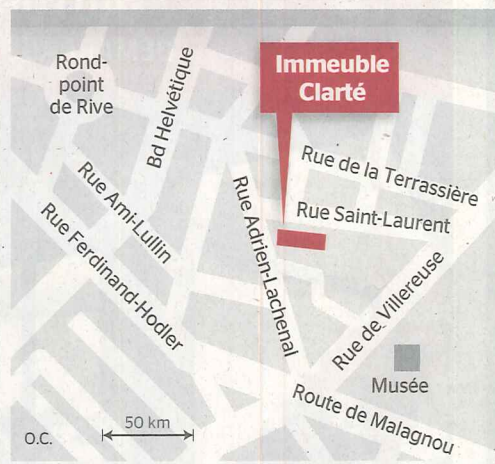 Rond-
point
de Rive
Bd Helvétique
Immeuble
Clarté
Rue de la Terrassière
Rue Saint-Laurent
Rue Ami-Lullin
Rue Adrien-Lachenal
Rue Ferdinand-Hodler
Rue de Villereuse
Musée
Route de Malagnou
50 km
O.C.